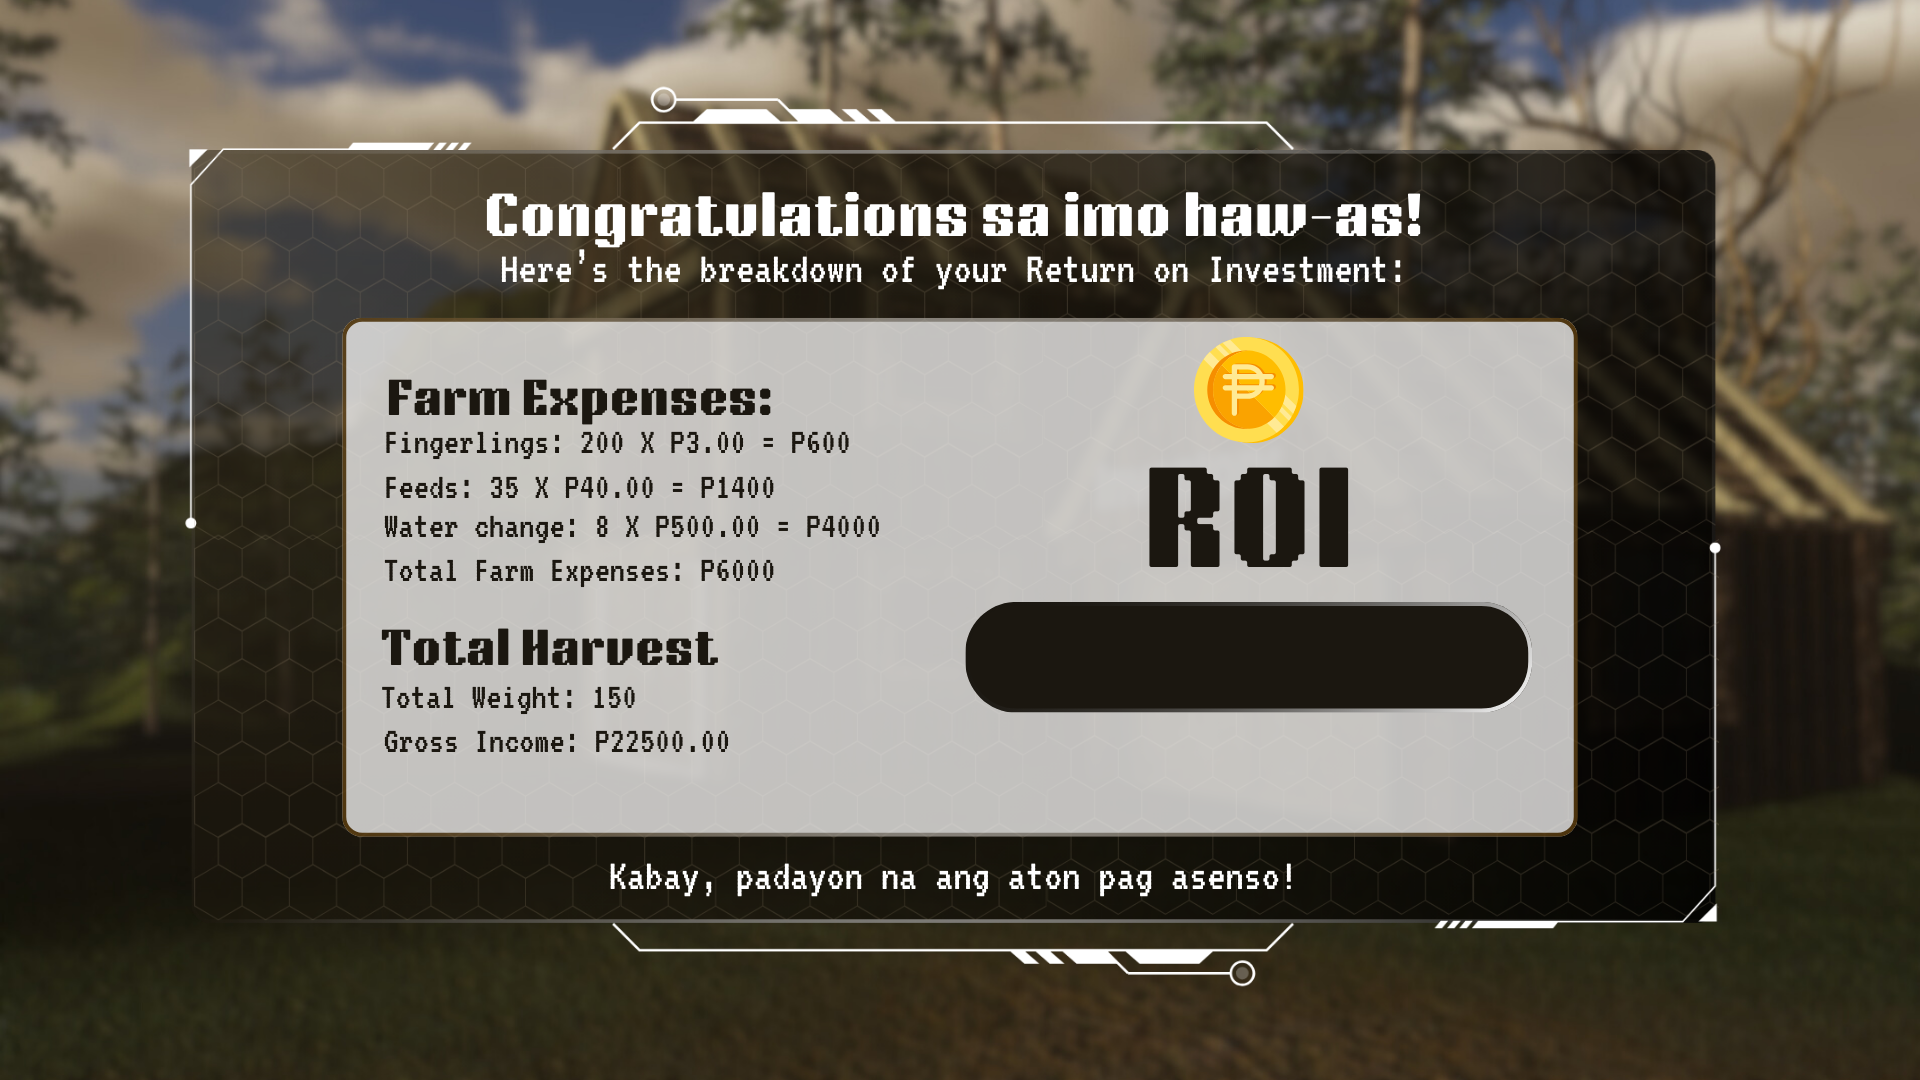 Congratulations sa imo haw-as!
Here's the breakdown of your Return on Investment:
Farm Expenses:
Fingerlings: 200 X P3.00 = P600
Feeds: 35 X P40.00 = P1400
Water change: 8 X P500.00 = P4000
Total Farm Expenses: P6000
Total Harvest
Total Weight: 150
Gross Income: P22500.00
₱
ROI
Kabay, padayon na ang aton pag asenso!